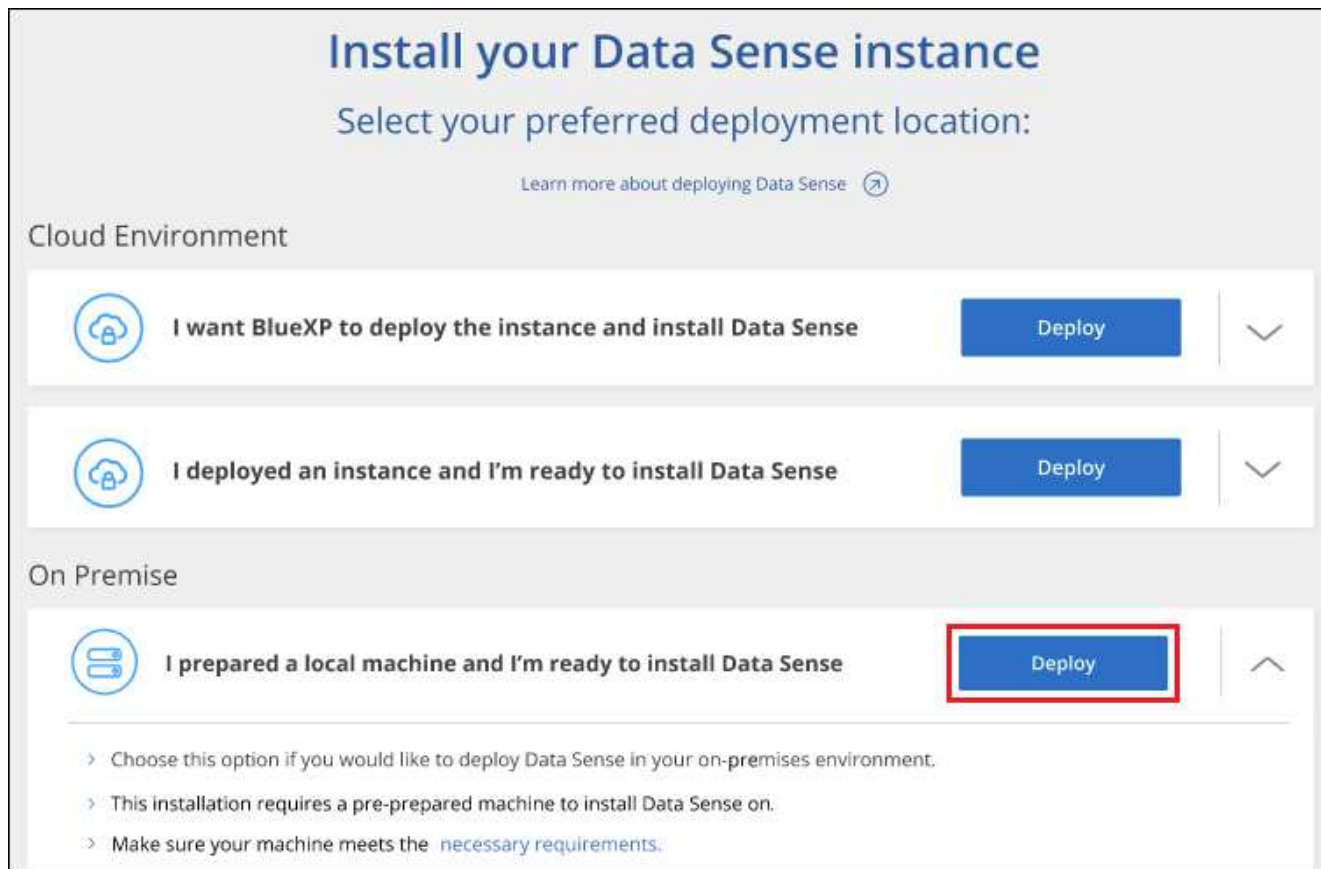 Install your Data Sense instance
Select your preferred deployment location:
Learn more about deploying Data Sense
Cloud Environment
I want BlueXP to deploy the instance and install Data Sense
Deploy
I deployed an instance and I'm ready to install Data Sense
Deploy
On Premise
I prepared a local machine and I'm ready to install Data Sense
Deploy
> Choose this option if you would like to deploy Data Sense in your on-premises environment.
> This installation requires a pre-prepared machine to install Data Sense on.
> Make sure your machine meets the necessary requirements.